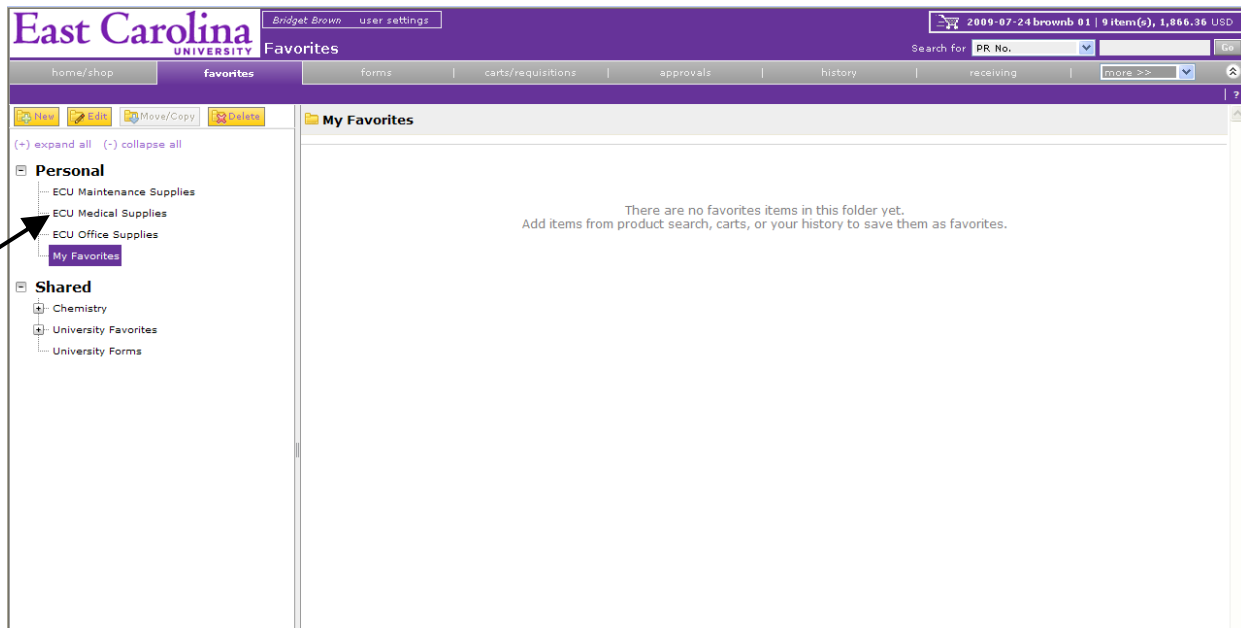 East Carolina
UNIVERSITY
Bridget Brown user settings
2009-07-24 brownb 01 | 9 item(s), 1,866.36 USD
Favorites
Search for PR No. Go
home/shop favorites forms | carts/requisitions | approvals | history | receiving | more >>
| ?
New Edit Move/Copy Delete
My Favorites
(+) expand all (-) collapse all
Personal
ECU Maintenance Supplies
ECU Medical Supplies
ECU Office Supplies
My Favorites
There are no favorites items in this folder yet.
Add items from product search, carts, or your history to save them as favorites.
Shared
Chemistry
University Favorites
University Forms